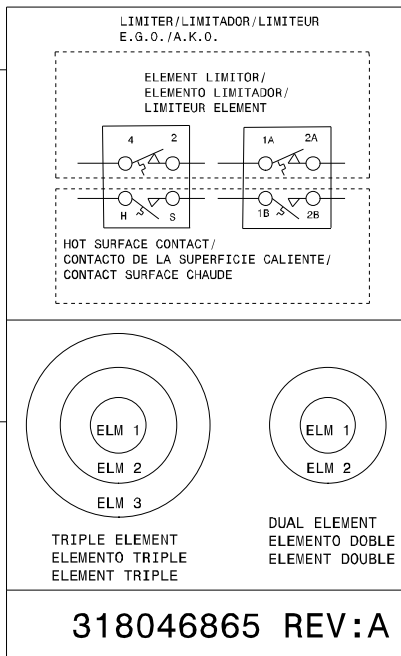 LIMITER/LIMITADOR/LIMITEUR
E.G.O./A.K.O.
ELEMENT LIMITOR/
ELEMENTO LIMITADOR/
LIMITEUR ELEMENT
4 2 1A 2A
H S 1B 2B
HOT SURFACE CONTACT/
CONTACTO DE LA SUPERFICIE CALIENTE/
CONTACT SURFACE CHAUDE
ELM 1
ELM 2
ELM 3
TRIPLE ELEMENT
ELEMENTO TRIPLE
ELEMENT TRIPLE
ELM 1
ELM 2
DUAL ELEMENT
ELEMENTO DOBLE
ELEMENT DOUBLE
318046865 REV:A